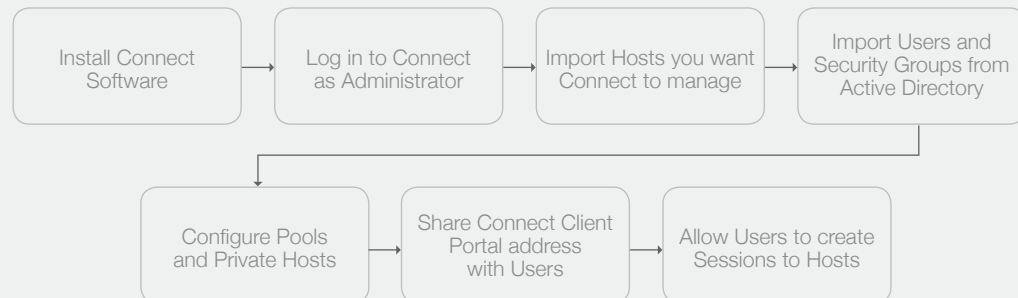 Install Connect
Software
Log in to Connect
as Administrator
Import Hosts you want
Connect to manage
Import Users and
Security Groups from
Active Directory
Configure Pools
and Private Hosts
Share Connect Client
Portal address
with Users
Allow Users to create
Sessions to Hosts